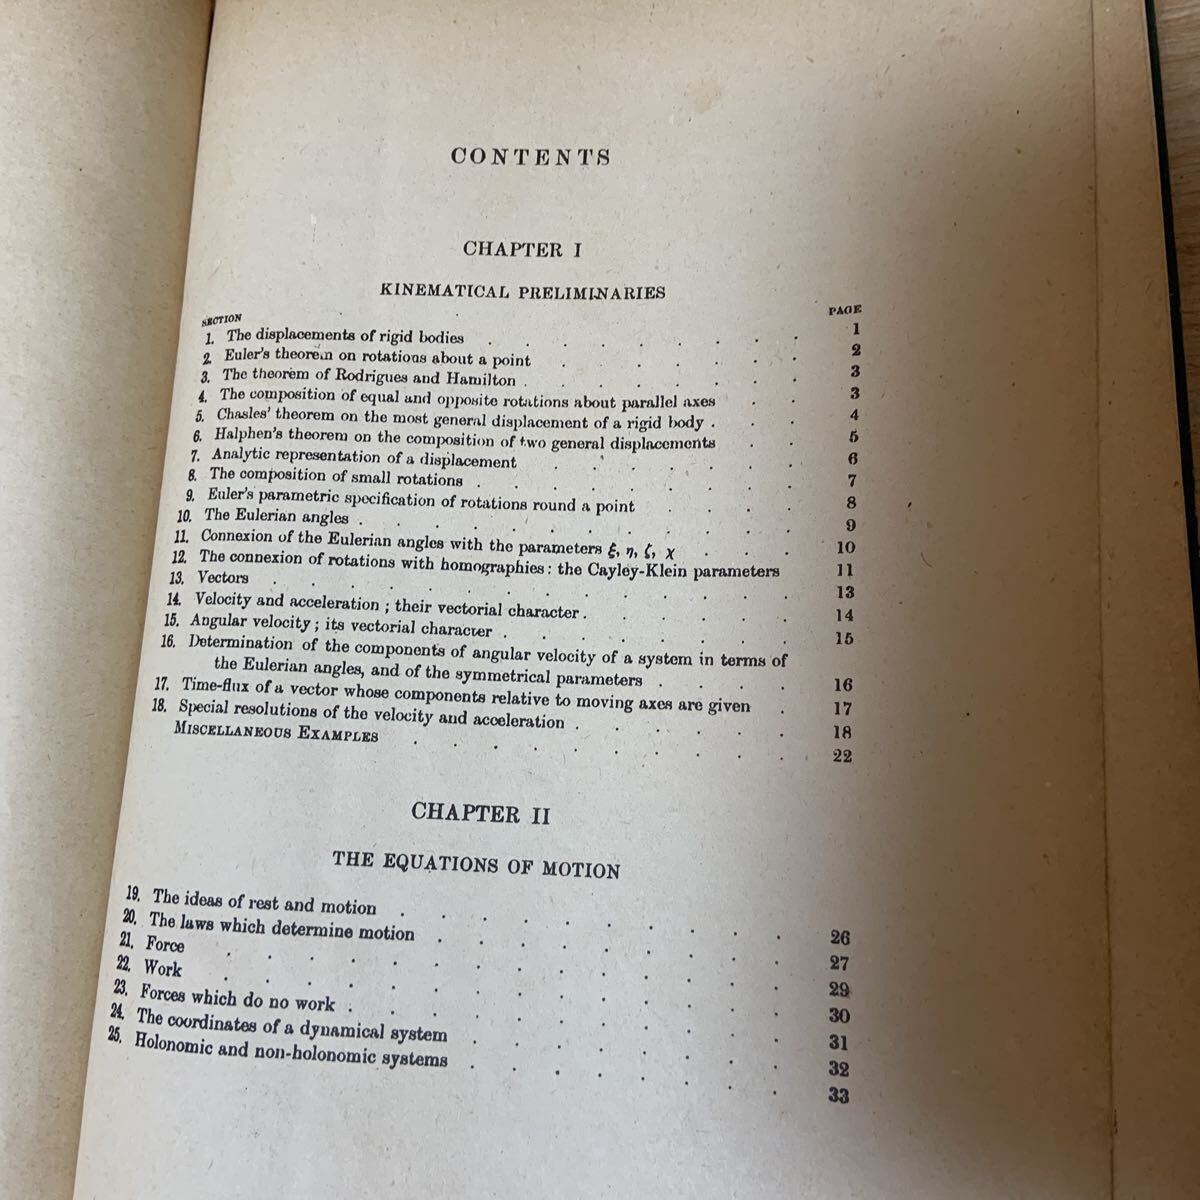 CONTENTS
CHAPTER I
KINEMATICAL PRELIMINARIES
SECTION PAGE
1. The displacements of rigid bodies . . . . . . . . 1
2. Euler's theorem on rotations about a point . . . . . . 2
3. The theorem of Rodrigues and Hamilton . . . . . . . 3
4. The composition of equal and opposite rotations about parallel axes . . 3
5. Chasles' theorem on the most general displacement of a rigid body . . . 4
6. Halphen's theorem on the composition of two general displacements . . 5
7. Analytic representation of a displacement . . . . . . 6
8. The composition of small rotations . . . . . . . . 7
9. Euler's parametric specification of rotations round a point . . . . 8
10. The Eulerian angles . . . . . . . . . . 9
11. Connexion of the Eulerian angles with the parameters ξ, η, ζ, χ . . . 10
12. The connexion of rotations with homographies: the Cayley-Klein parameters 11
13. Vectors . . . . . . . . . . . . 13
14. Velocity and acceleration; their vectorial character . . . . . . 14
15. Angular velocity; its vectorial character . . . . . . . 15
16. Determination of the components of angular velocity of a system in terms of
the Eulerian angles, and of the symmetrical parameters . . . . 16
17. Time-flux of a vector whose components relative to moving axes are given . 17
18. Special resolutions of the velocity and acceleration . . . . . . 18
MISCELLANEOUS EXAMPLES . . . . . . . . . . 22
CHAPTER II
THE EQUATIONS OF MOTION
19. The ideas of rest and motion . . . . . . . . . . 26
20. The laws which determine motion . . . . . . . . . 27
21. Force . . . . . . . . . . . . . . 29
22. Work . . . . . . . . . . . . . . 30
23. Forces which do no work . . . . . . . . . . . 31
24. The coordinates of a dynamical system . . . . . . . . 32
25. Holonomic and non-holonomic systems . . . . . . . . 33